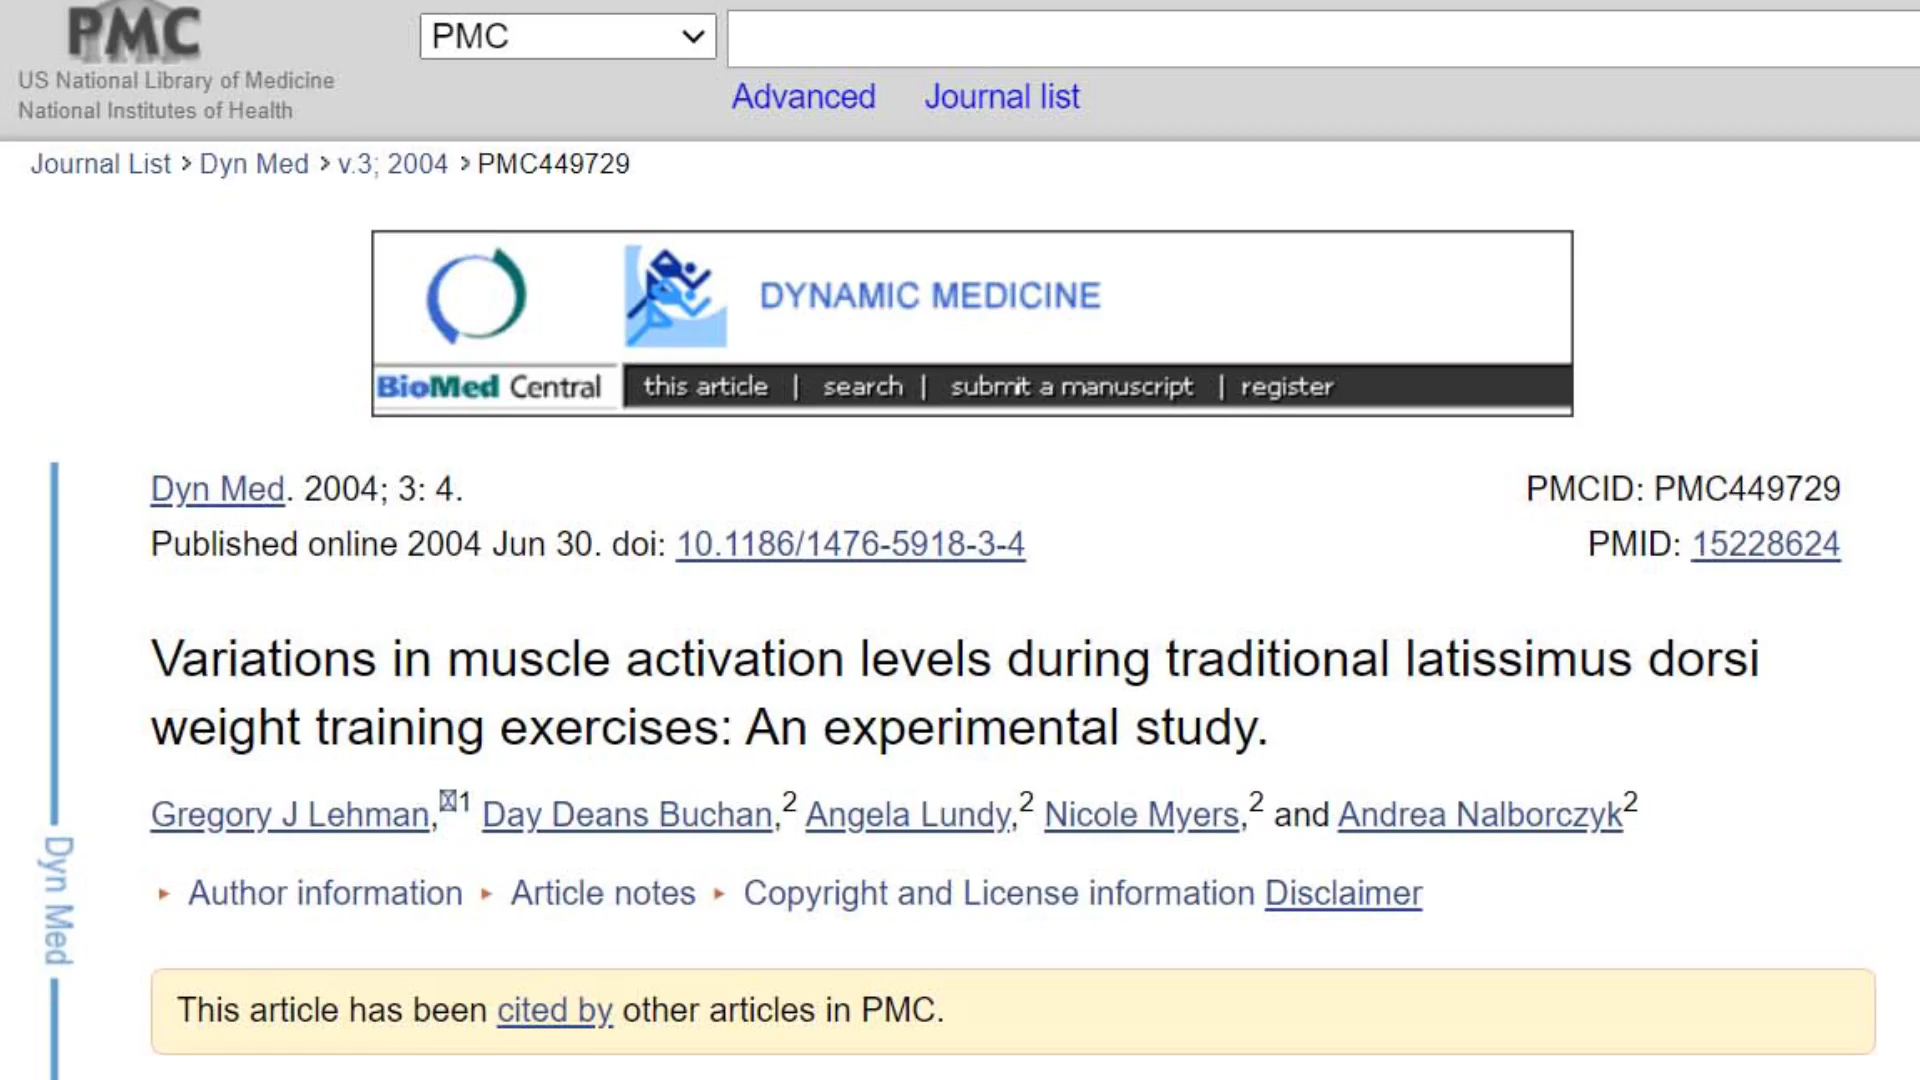 PMC
US National Library of Medicine
National Institutes of Health
PMC
Advanced Journal list
Journal List > Dyn Med > v.3; 2004 > PMC449729
DYNAMIC MEDICINE
BioMed Central this article | search | submit a manuscript | register
Dyn Med. 2004; 3: 4. PMCID: PMC449729
Published online 2004 Jun 30. doi: 10.1186/1476-5918-3-4 PMID: 15228624
Variations in muscle activation levels during traditional latissimus dorsi
weight training exercises: An experimental study.
Gregory J Lehman,1 Day Deans Buchan,2 Angela Lundy,2 Nicole Myers,2 and Andrea Nalborczyk2
Author information Article notes Copyright and License information Disclaimer
Dyn Med
This article has been cited by other articles in PMC.